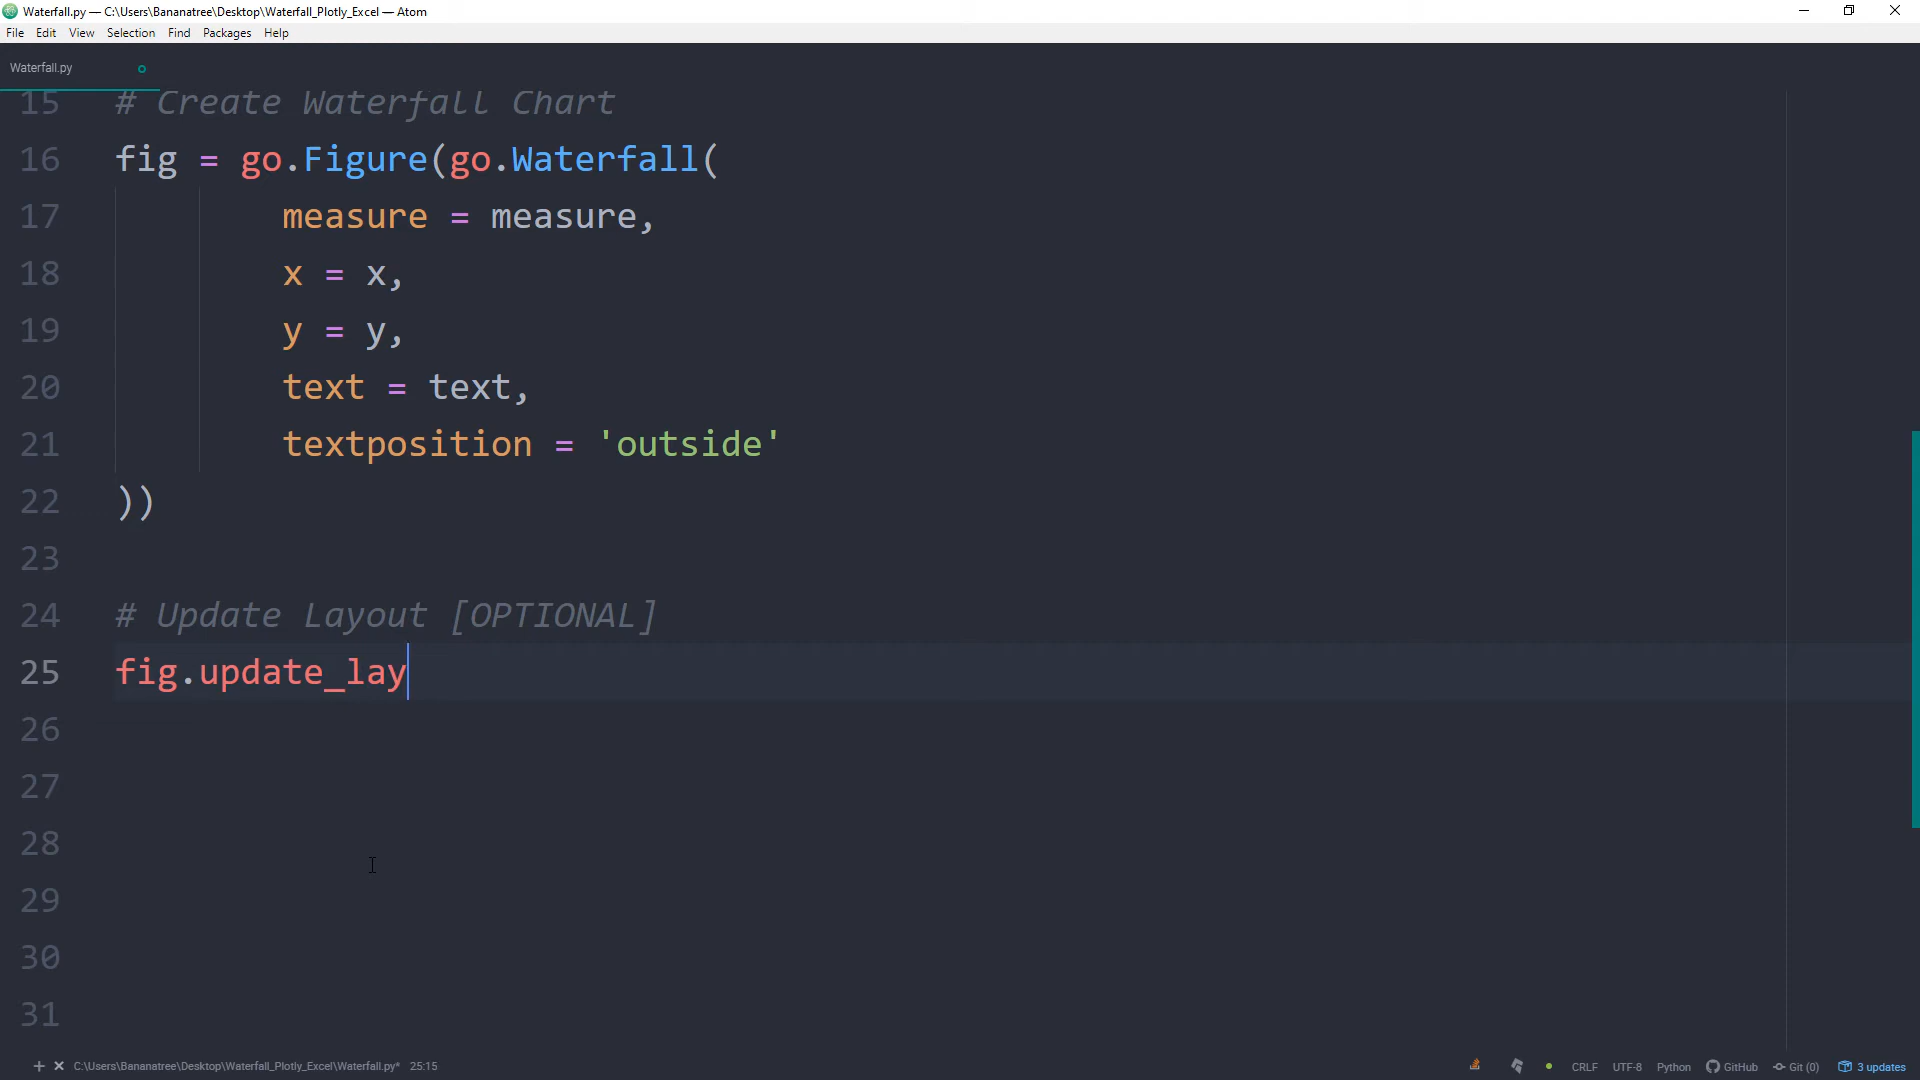 Waterfall.py — C:\Users\Bananatree\Desktop\Waterfall_Plotly_Excel — Atom
File Edit View Selection Find Packages Help
Waterfall.py
15 # Create Waterfall Chart
16 fig = go.Figure(go.Waterfall(
17 measure = measure,
18 x = x,
19 y = y,
20 text = text,
21 textposition = 'outside'
22 ))
23
24 # Update Layout [OPTIONAL]
25 fig.update_lay
26
27
28
29
30
31
C:\Users\Bananatree\Desktop\Waterfall_Plotly_Excel\Waterfall.py* 25:15 CRLF UTF-8 Python GitHub Git (0) 3 updates